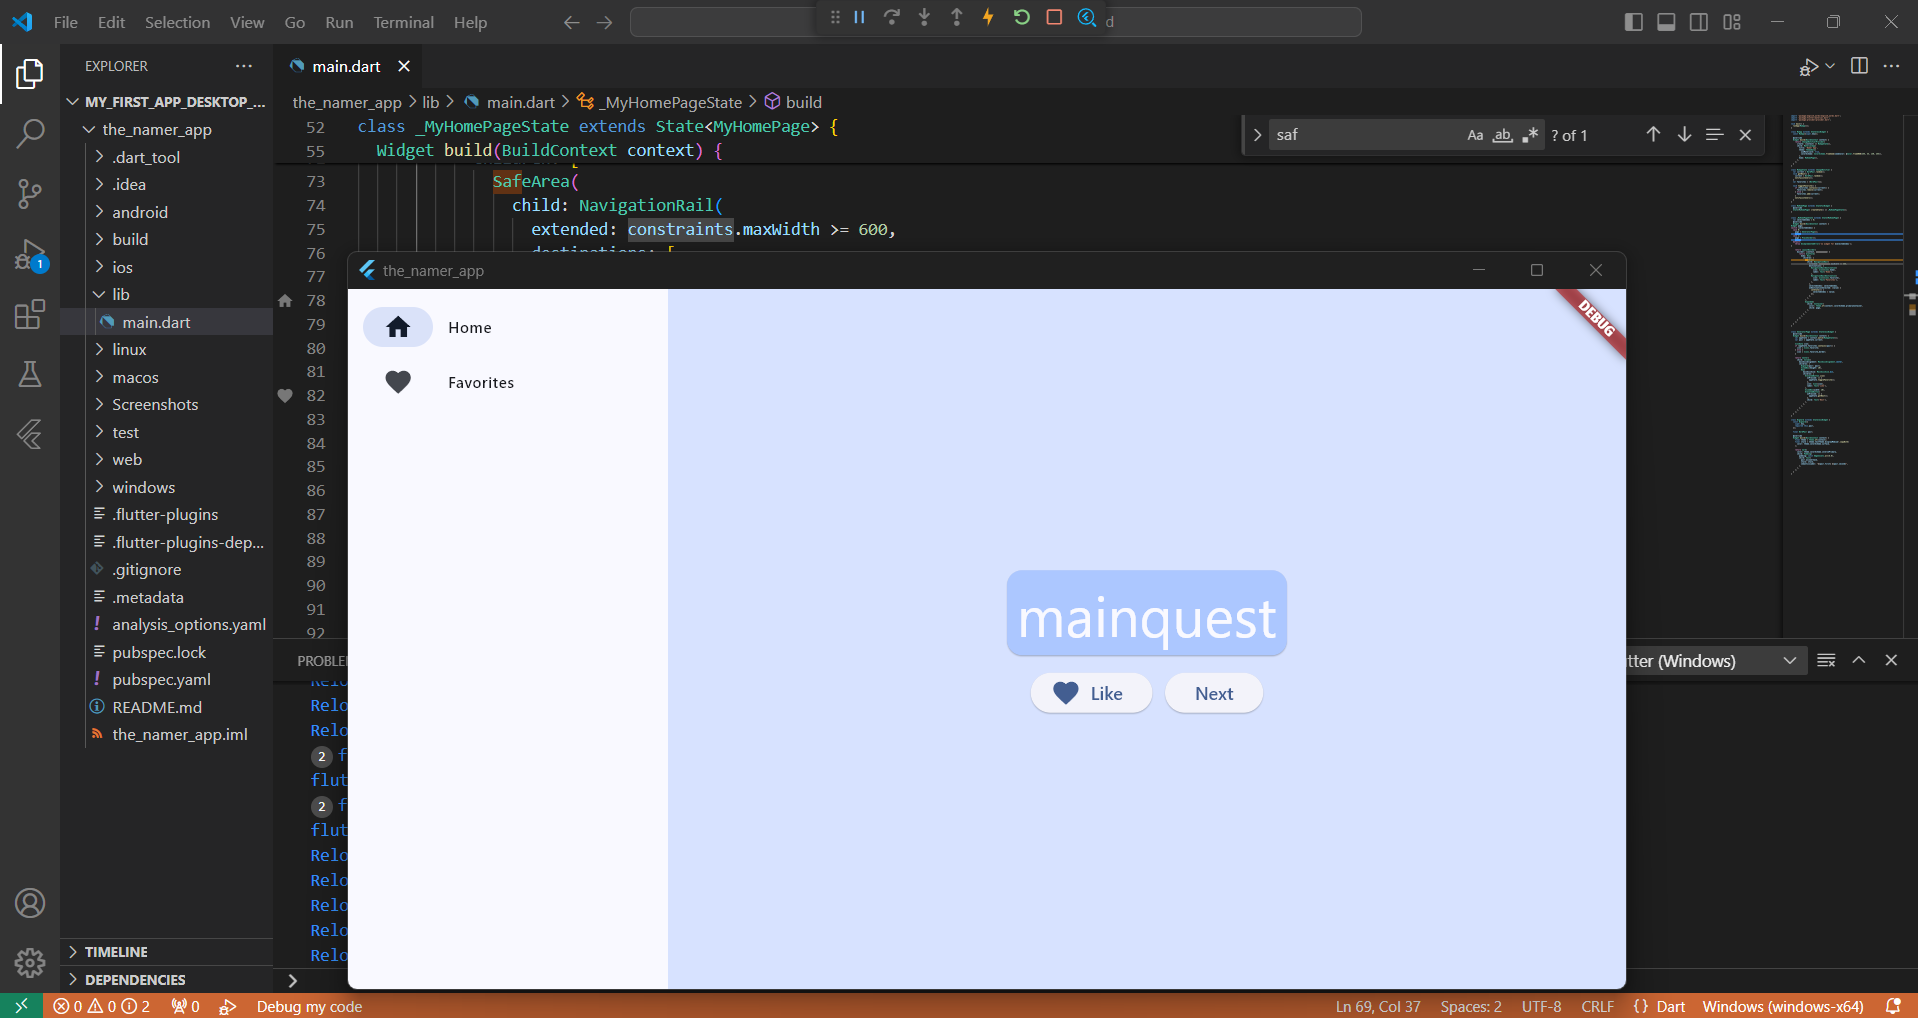 File Edit Selection View Go Run Terminal Help
d
EXPLORER
main.dart
MY_FIRST_APP_DESKTOP_...
the_namer_app
.dart_tool
.idea
android
build
ios
lib
main.dart
linux
macos
Screenshots
test
web
windows
.flutter-plugins
.flutter-plugins-dep...
.gitignore
.metadata
analysis_options.yaml
pubspec.lock
pubspec.yaml
README.md
the_namer_app.iml
TIMELINE
DEPENDENCIES
1
the_namer_app > lib > main.dart > _MyHomePageState > build
52 class _MyHomePageState extends State<MyHomePage> {
55 Widget build(BuildContext context) {
73 SafeArea(
74 child: NavigationRail(
75 extended: constraints.maxWidth >= 600,
76 destinations: [
77
78
79
80
81
82
83
84
85
86
87
88
89
90
91
92
saf Aa ab ? of 1
the_namer_app
Home
Favorites
DEBUG
mainquest
Like Next
PROBLE
tter (Windows)
Relo
Relo
Relo
2 f
flut
2 f
flut
Relo
Relo
Relo
Relo
Relo
0 0 2 0 Debug my code Ln 69, Col 37 Spaces: 2 UTF-8 CRLF {} Dart Windows (windows-x64)